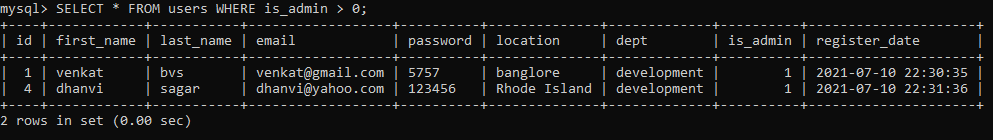 mysql> SELECT * FROM users WHERE is_admin > 0;
+----+------------+-----------+------------------+----------+--------------+-------------+----------+---------------------+
| id | first_name | last_name | email            | password | location     | dept        | is_admin | register_date       |
+----+------------+-----------+------------------+----------+--------------+-------------+----------+---------------------+
|  1 | venkat     | bvs       | venkat@gmail.com | 5757     | banglore     | development |        1 | 2021-07-10 22:30:35 |
|  4 | dhanvi     | sagar     | dhanvi@yahoo.com | 123456   | Rhode Island | development |        1 | 2021-07-10 22:31:36 |
+----+------------+-----------+------------------+----------+--------------+-------------+----------+---------------------+
2 rows in set (0.00 sec)